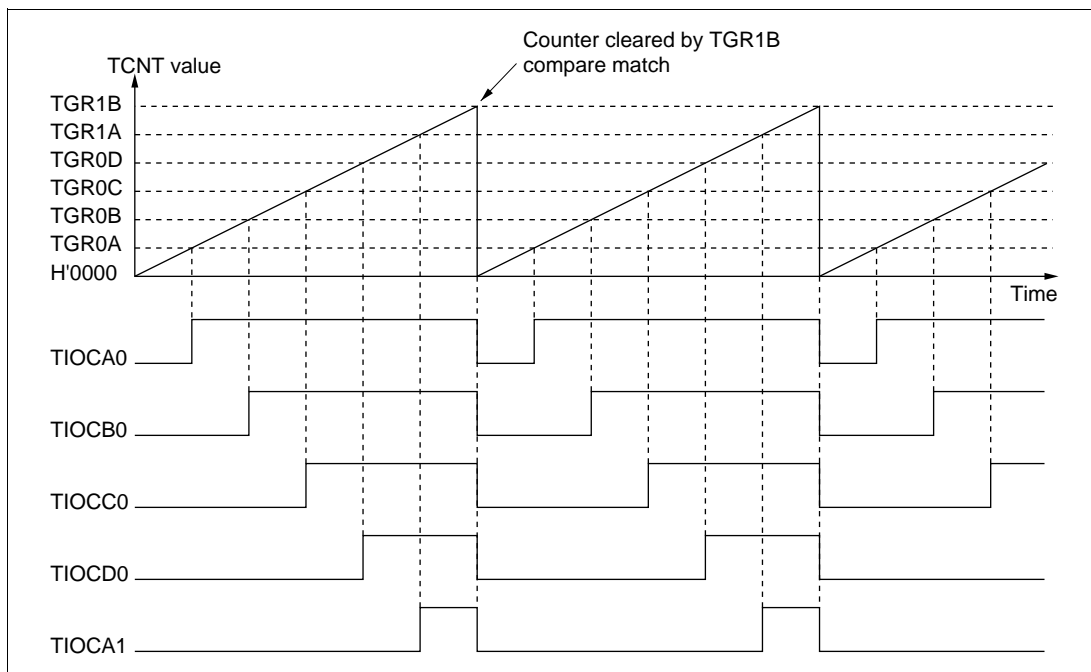 Counter cleared by TGR1B
compare match
TCNT value
TGR1B
TGR1A
TGR0D
TGR0C
TGR0B
TGR0A
H'0000
Time
TIOCA0
TIOCB0
TIOCC0
TIOCD0
TIOCA1